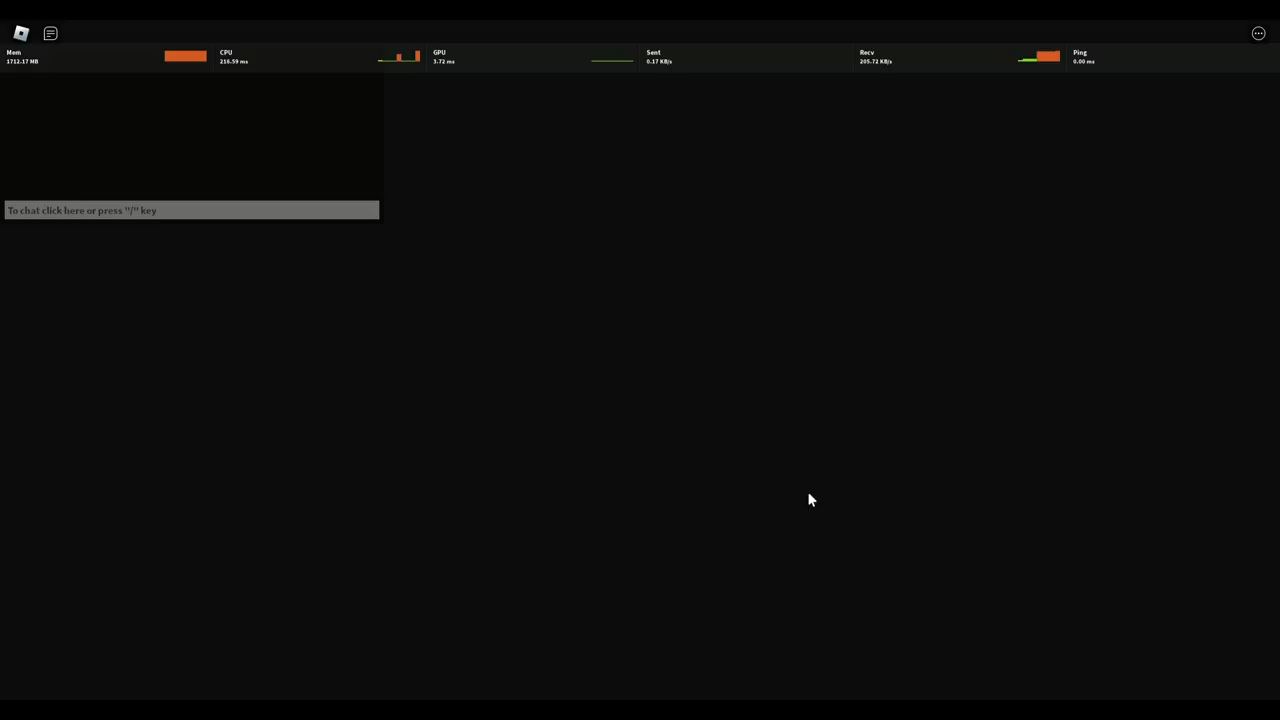 Mem
1712.17 MB
CPU
216.59 ms
GPU
3.72 ms
Sent
0.17 KB/s
Recv
205.72 KB/s
Ping
0.00 ms
To chat click here or press "/" key